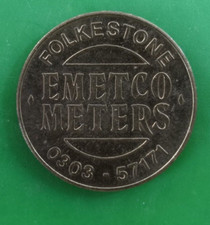 FOLKESTONE
EMETCO
METERS
0303 - 57171